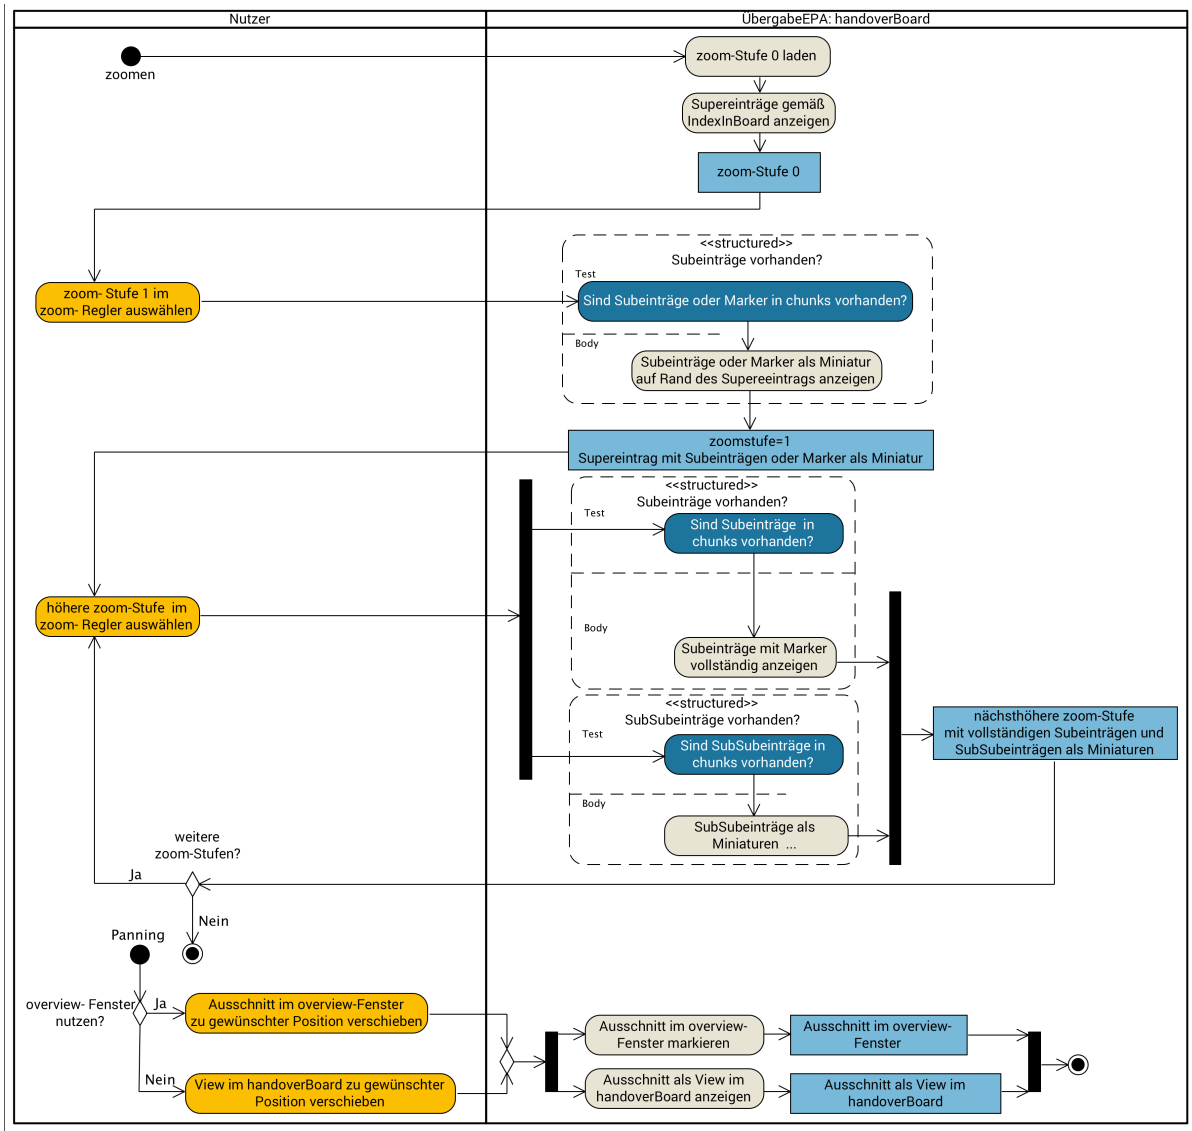 Nutzer
ÜbergabeEPA: handoverBoard
zoomen
zoom-Stufe 0 laden
Supereinträge gemäß
IndexInBoard anzeigen
zoom-Stufe 0
<<structured>>
Subeinträge vorhanden?
Test
zoom- Stufe 1 im
zoom- Regler auswählen
Sind Subeinträge oder Marker in chunks vorhanden?
Body
Subeinträge oder Marker als Miniatur
auf Rand des Supereeintrags anzeigen
zoomstufe=1
Supereintrag mit Subeinträgen oder Marker als Miniatur
<<structured>>
Subeinträge vorhanden?
Test
Sind Subeinträge  in
chunks vorhanden?
höhere zoom-Stufe  im
zoom- Regler auswählen
Body
Subeinträge mit Marker
vollständig anzeigen
<<structured>>
SubSubeinträge vorhanden?
Test
Sind SubSubeinträge in
chunks vorhanden?
Body
SubSubeinträge als
Miniaturen  ...
nächsthöhere zoom-Stufe
mit vollständigen Subeinträgen und
SubSubeinträgen als Miniaturen
weitere
zoom-Stufen?
Ja
Nein
Panning
overview- Fenster
nutzen?
Ja
Ausschnitt im overview-Fenster
zu gewünschter Position verschieben
Nein
View im handoverBoard zu gewünschter
Position verschieben
Ausschnitt im overview-
Fenster markieren
Ausschnitt im overview-
Fenster
Ausschnitt als View im
handoverBoard anzeigen
Ausschnitt als View im
handoverBoard